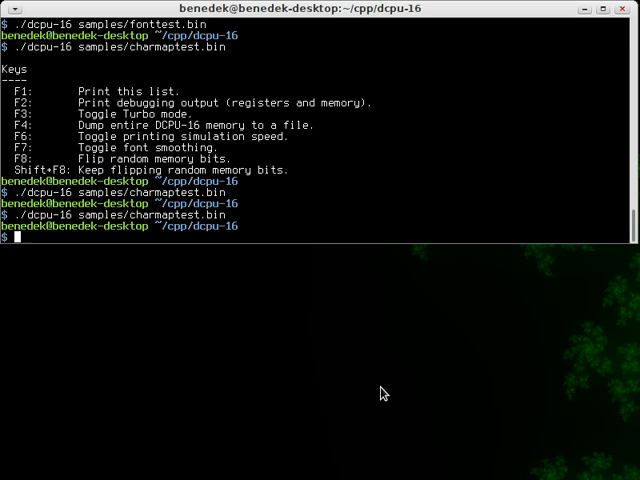 benedek@benedek-desktop:~/cpp/dcpu-16
$ ./dcpu-16 samples/fonttest.bin
benedek@benedek-desktop ~/cpp/dcpu-16
$ ./dcpu-16 samples/charmaptest.bin
Keys
----
F1: Print this list.
F2: Print debugging output (registers and memory).
F3: Toggle Turbo mode.
F4: Dump entire DCPU-16 memory to a file.
F6: Toggle printing simulation speed.
F7: Toggle font smoothing.
F8: Flip random memory bits.
Shift+F8: Keep flipping random memory bits.
benedek@benedek-desktop ~/cpp/dcpu-16
$ ./dcpu-16 samples/charmaptest.bin
benedek@benedek-desktop ~/cpp/dcpu-16
$ ./dcpu-16 samples/charmaptest.bin
benedek@benedek-desktop ~/cpp/dcpu-16
$